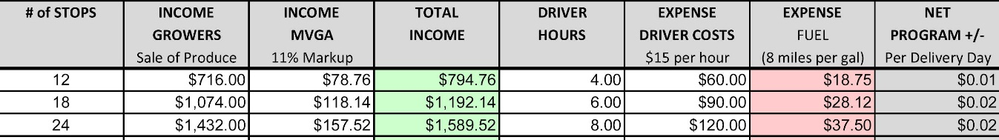 # of STOPS INCOME INCOME TOTAL DRIVER EXPENSE EXPENSE NET
GROWERS MVGA INCOME HOURS DRIVER COSTS FUEL PROGRAM +/-
Sale of Produce 11% Markup $15 per hour (8 miles per gal) Per Delivery Day
12 $716.00 $78.76 $794.76 4.00 $60.00 $18.75 $0.01
18 $1,074.00 $118.14 $1,192.14 6.00 $90.00 $28.12 $0.02
24 $1,432.00 $157.52 $1,589.52 8.00 $120.00 $37.50 $0.02